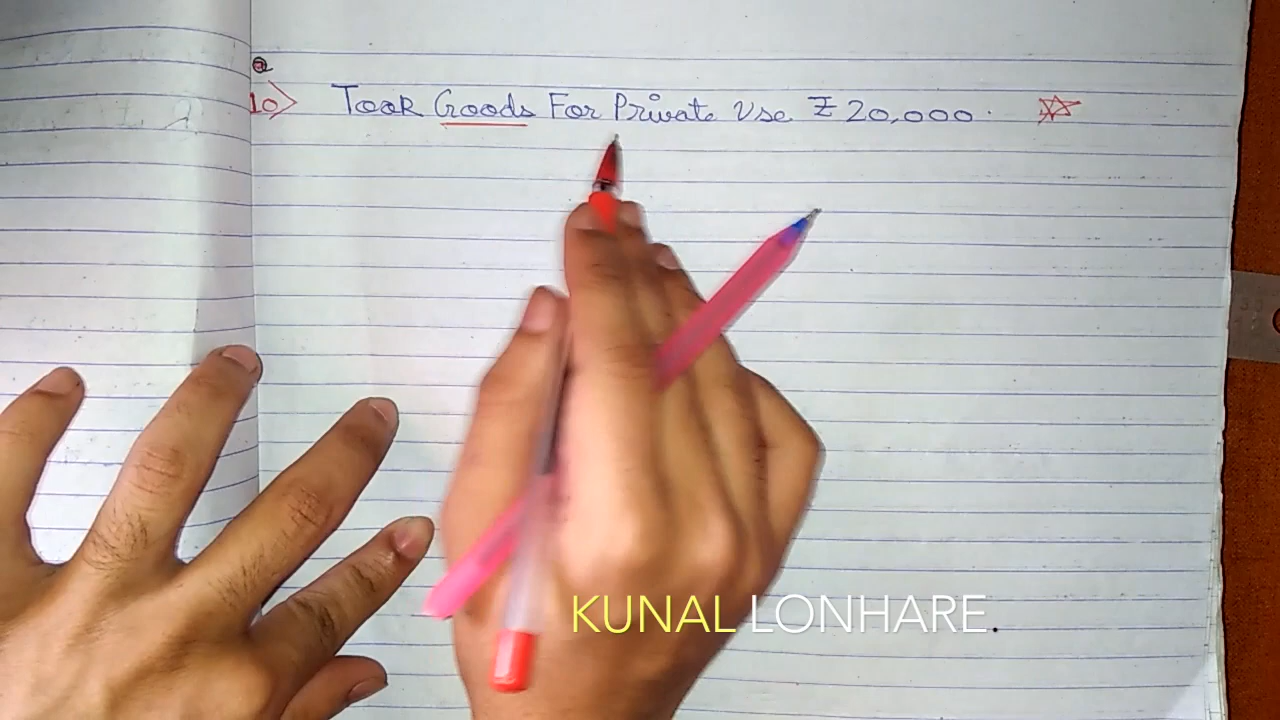 10> Took Goods For Private Use ₹ 20,000.
KUNAL LONHARE.